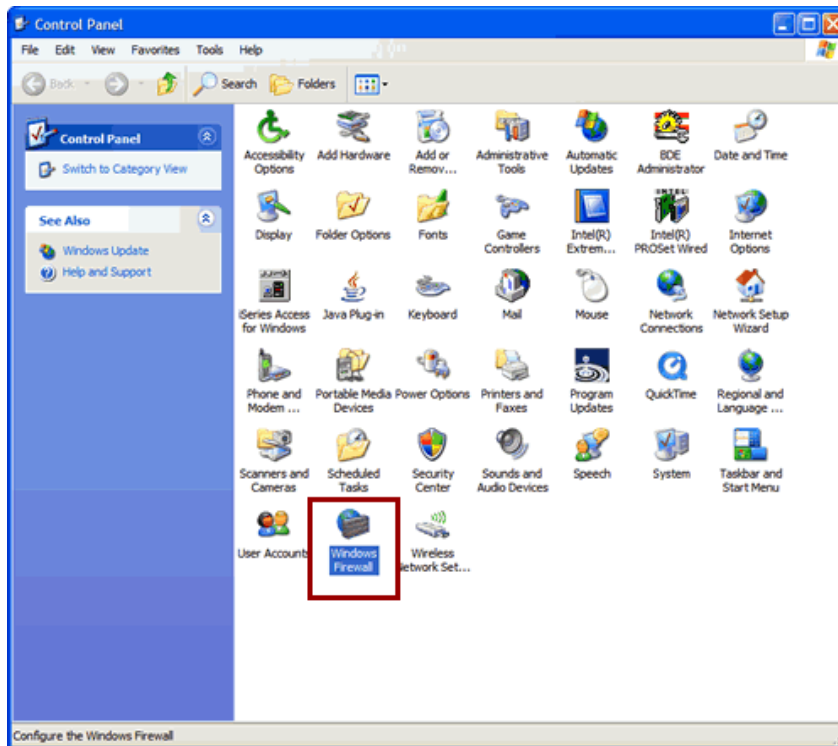 Control Panel
File Edit View Favorites Tools Help
Back Search Folders
Control Panel
Switch to Category View
See Also
Windows Update
Help and Support
Accessibility Options
Add Hardware
Add or Remov...
Administrative Tools
Automatic Updates
BDE Administrator
Date and Time
Display
Folder Options
Fonts
Game Controllers
Intel(R) Extrem...
Intel(R) PROSet Wired
Internet Options
iSeries Access for Windows
Java Plug-in
Keyboard
Mail
Mouse
Network Connections
Network Setup Wizard
Phone and Modem ...
Portable Media Devices
Power Options
Printers and Faxes
Program Updates
QuickTime
Regional and Language ...
Scanners and Cameras
Scheduled Tasks
Security Center
Sounds and Audio Devices
Speech
System
Taskbar and Start Menu
User Accounts
Windows Firewall
Wireless Network Set...
Configure the Windows Firewall